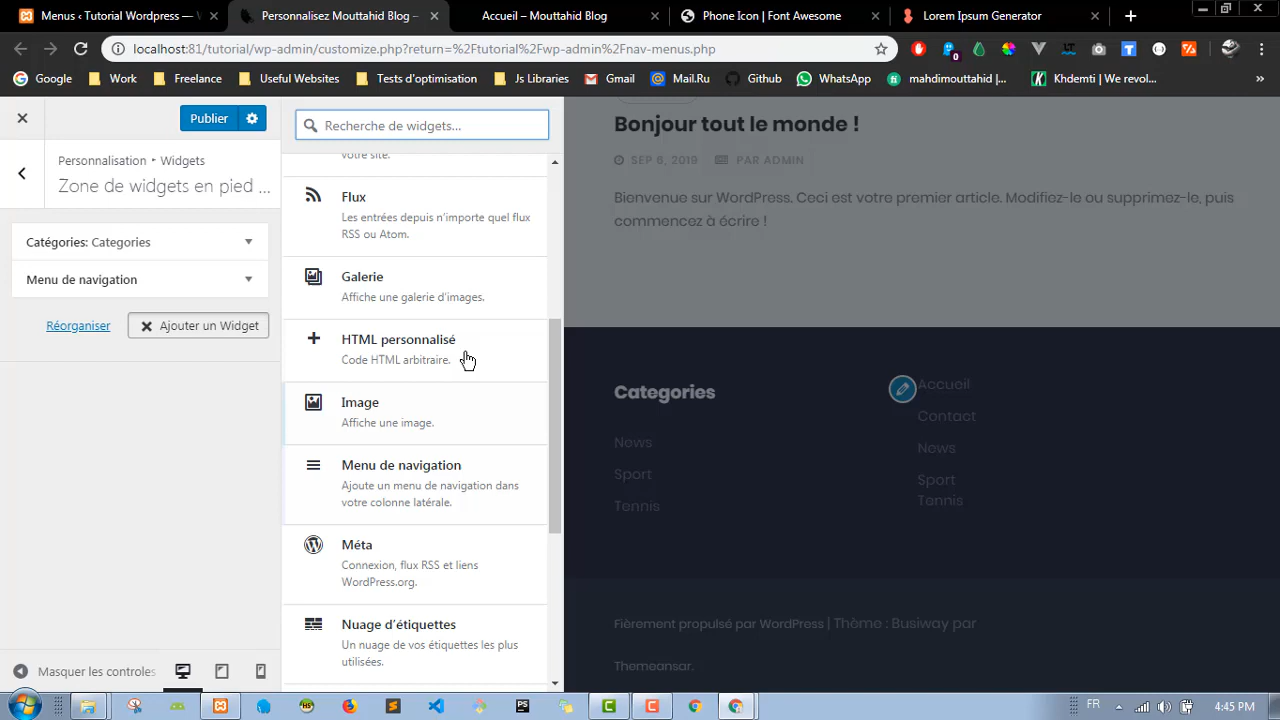 Menus ‹ Tutorial WordPress —
Personnalisez Mouttahid Blog –
Accueil – Mouttahid Blog
Phone Icon | Font Awesome
Lorem Ipsum Generator
localhost:81/tutorial/wp-admin/customize.php?return=%2Ftutorial%2Fwp-admin%2Fnav-menus.php
0
Google
Work
Freelance
Useful Websites
Tests d'optimisation
Js Libraries
Gmail
Mail.Ru
Github
WhatsApp
mahdimouttahid |...
Khdemti | We revol...
Publier
Recherche de widgets...
Personnalisation ▸ Widgets
Zone de widgets en pied ...
Catégories: Categories
Menu de navigation
Réorganiser
Ajouter un Widget
Masquer les controles
votre site.
Flux
Les entrées depuis n'importe quel flux
RSS ou Atom.
Galerie
Affiche une galerie d'images.
HTML personnalisé
Code HTML arbitraire.
Image
Affiche une image.
Menu de navigation
Ajoute un menu de navigation dans
votre colonne latérale.
Méta
Connexion, flux RSS et liens
WordPress.org.
Nuage d'étiquettes
Un nuage de vos étiquettes les plus
utilisées.
Bonjour tout le monde !
SEP 6, 2019
PAR ADMIN
Bienvenue sur WordPress. Ceci est votre premier article. Modifiez-le ou supprimez-le, puis
commencez à écrire !
Categories
News
Sport
Tennis
Accueil
Contact
News
Sport
Tennis
Fièrement propulsé par WordPress | Thème : Busiway par
Themeansar.
FR
4:45 PM